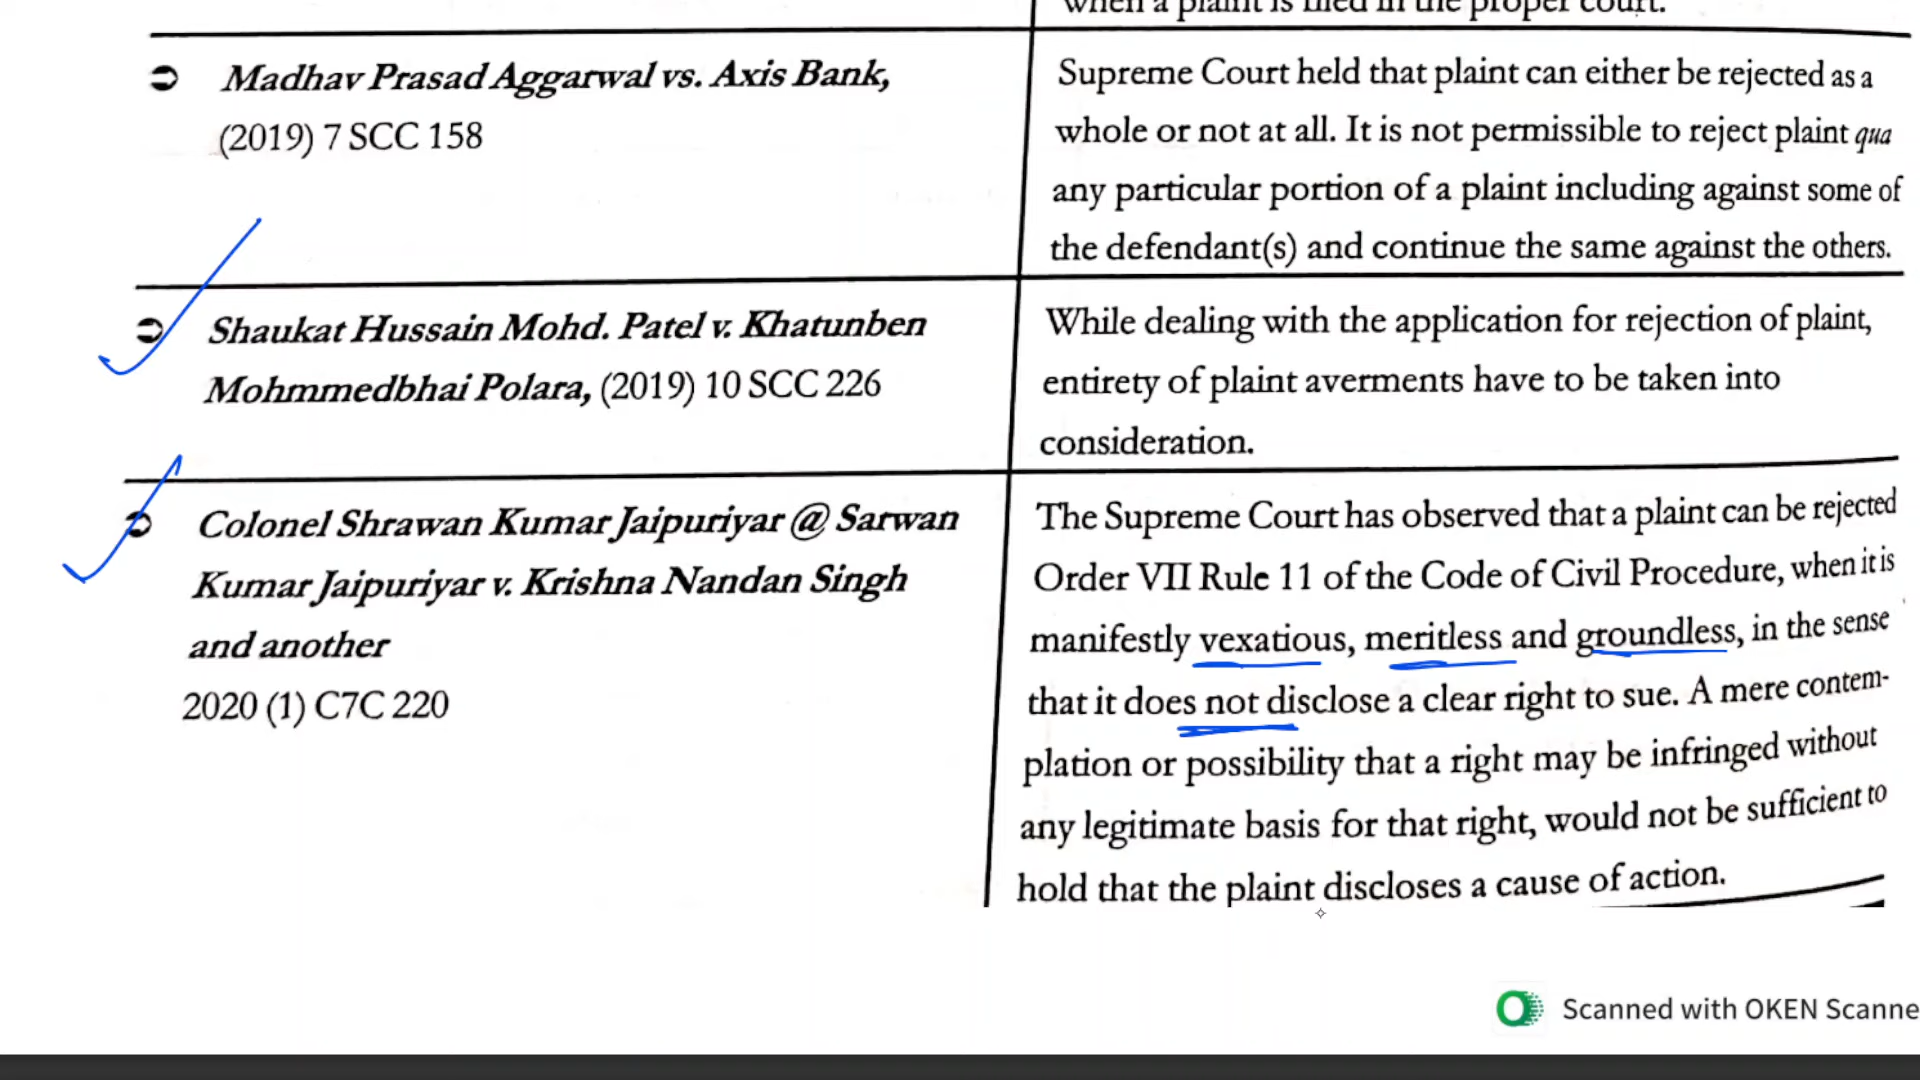 when a plaint is filed in the proper court.
➲ Madhav Prasad Aggarwal vs. Axis Bank,
(2019) 7 SCC 158
Supreme Court held that plaint can either be rejected as a
whole or not at all. It is not permissible to reject plaint qua
any particular portion of a plaint including against some of
the defendant(s) and continue the same against the others.
➲ Shaukat Hussain Mohd. Patel v. Khatunben
Mohmmedbhai Polara, (2019) 10 SCC 226
While dealing with the application for rejection of plaint,
entirety of plaint averments have to be taken into
consideration.
➲ Colonel Shrawan Kumar Jaipuriyar @ Sarwan
Kumar Jaipuriyar v. Krishna Nandan Singh
and another
2020 (1) C7C 220
The Supreme Court has observed that a plaint can be rejected
Order VII Rule 11 of the Code of Civil Procedure, when it is
manifestly vexatious, meritless and groundless, in the sense
that it does not disclose a clear right to sue. A mere contem-
plation or possibility that a right may be infringed without
any legitimate basis for that right, would not be sufficient to
hold that the plaint discloses a cause of action.
Scanned with OKEN Scanne